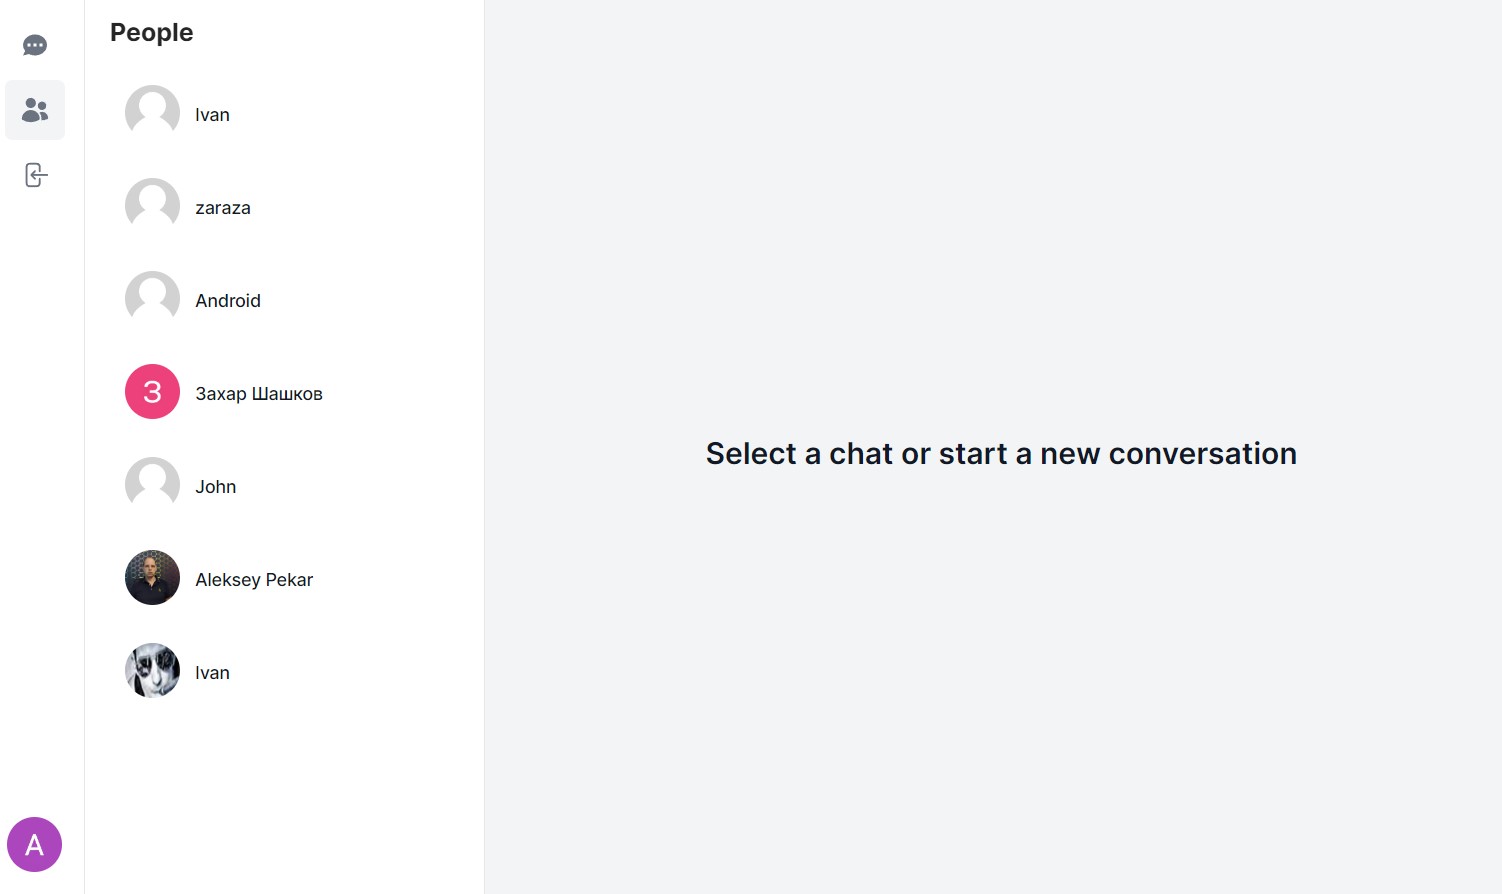 People
Ivan
zaraza
Android
З
Захар Шашков
John
Aleksey Pekar
Ivan
Select a chat or start a new conversation
A